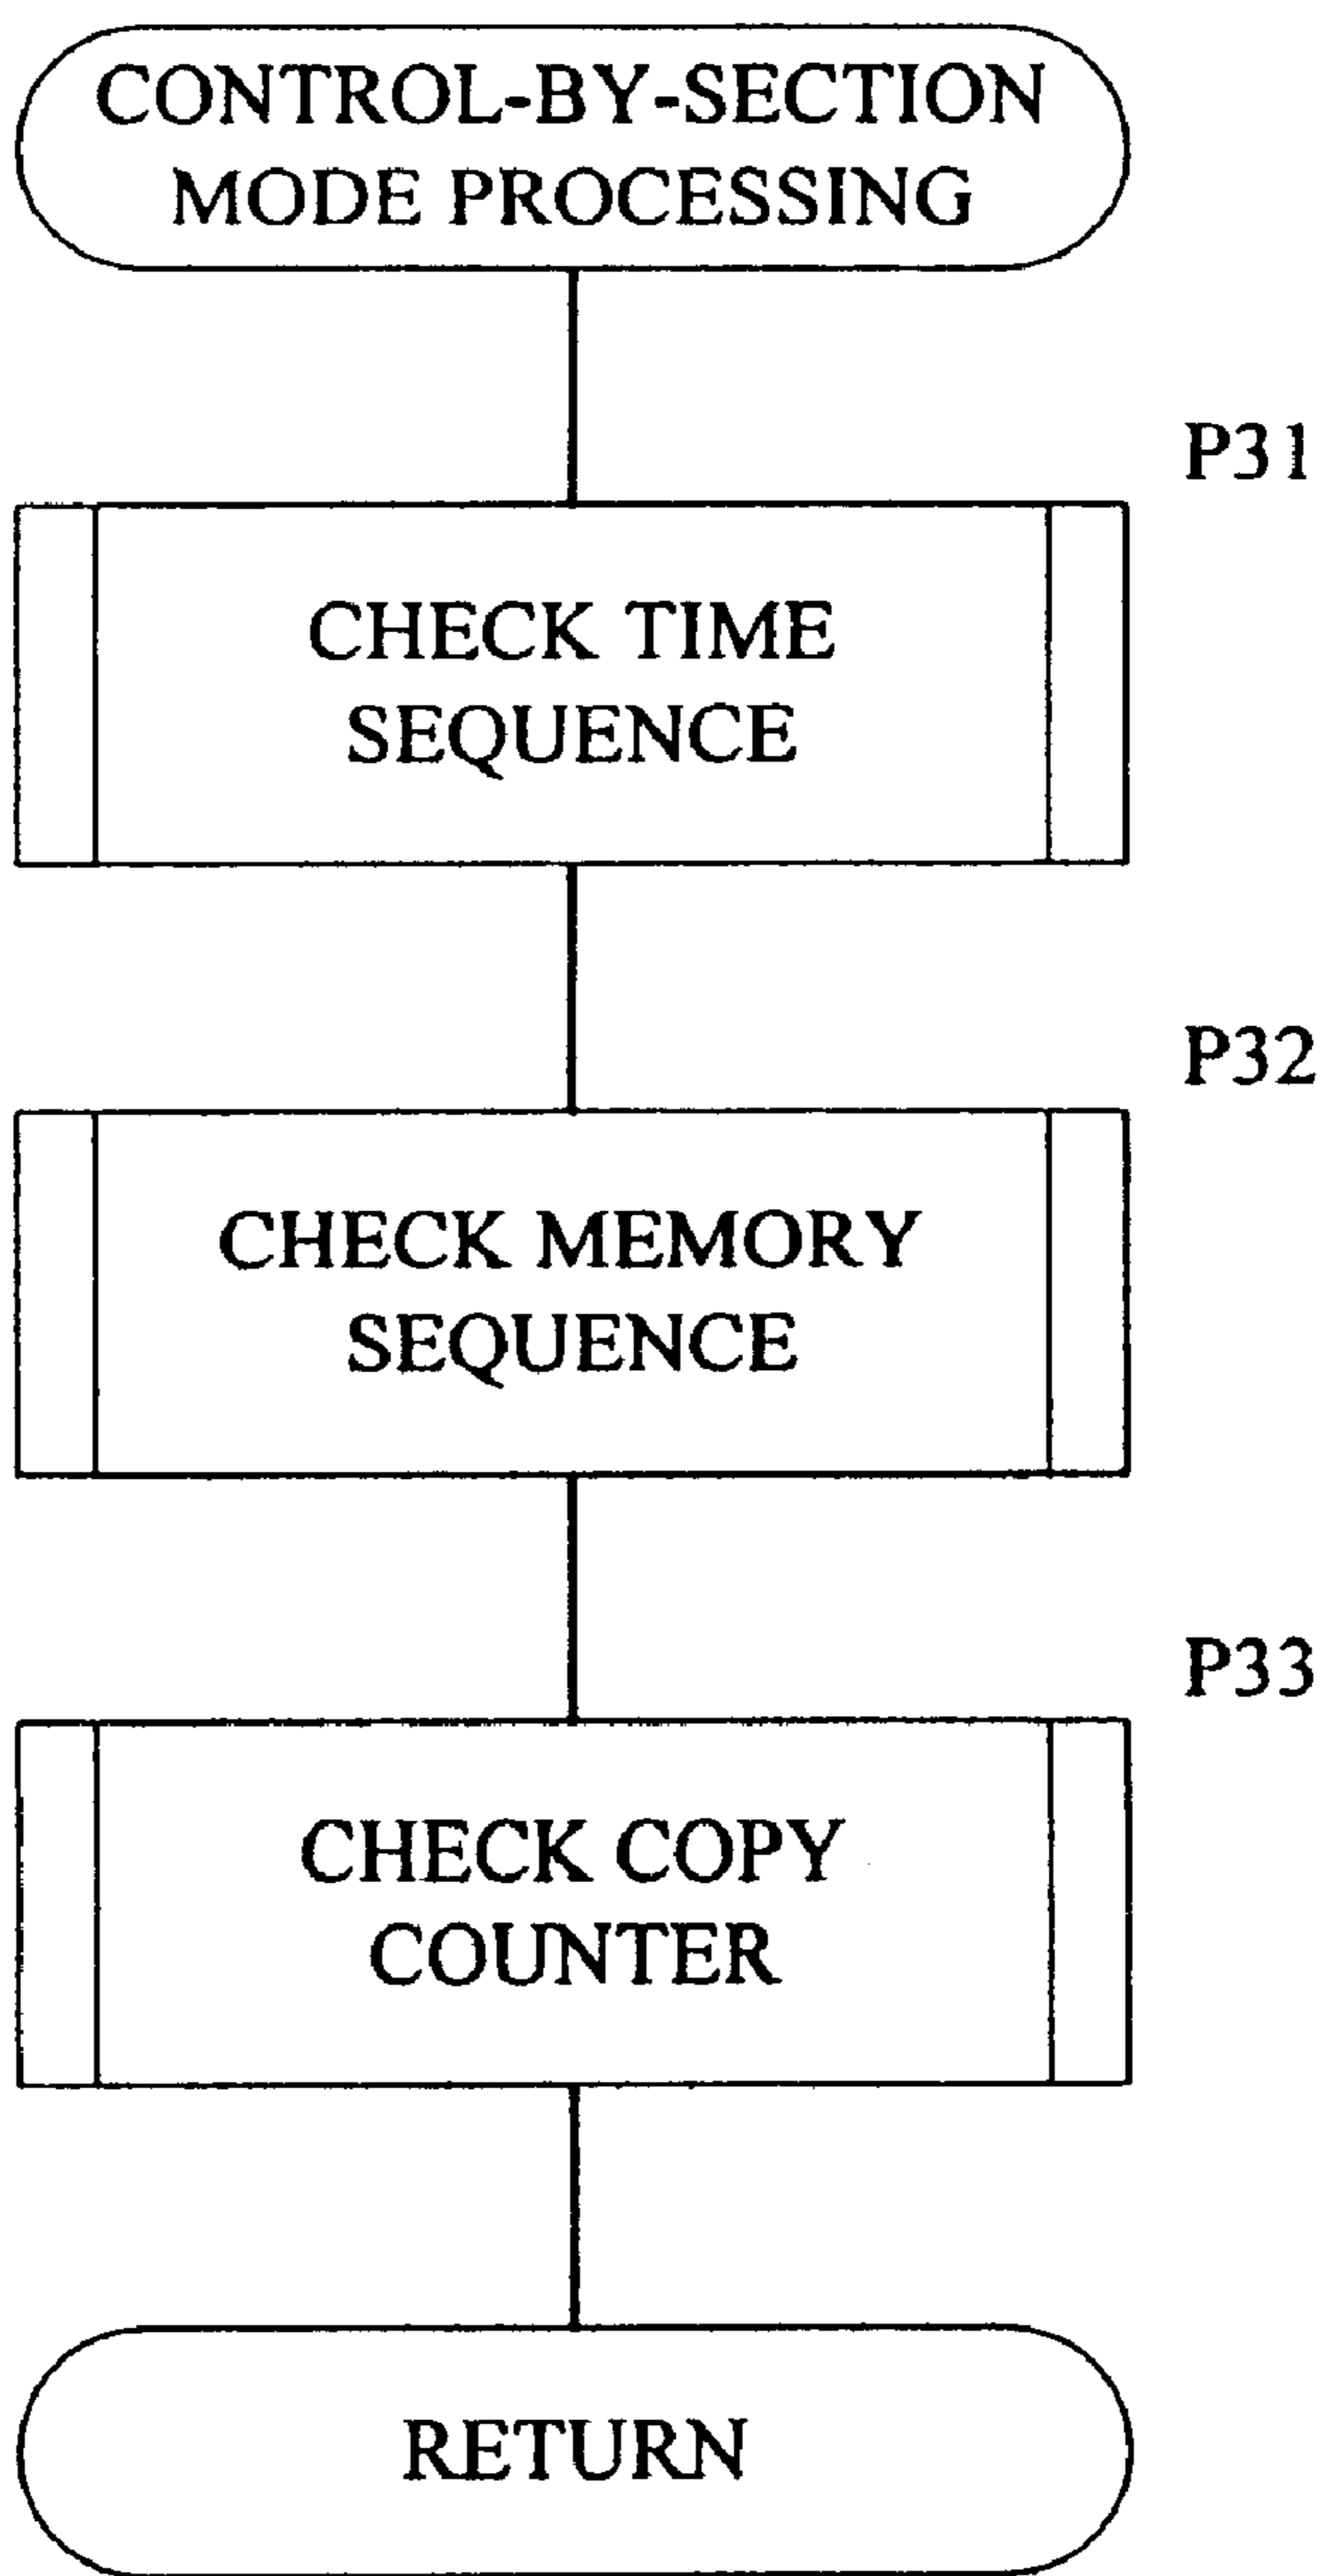 CONTROL-BY-SECTION
MODE PROCESSING
P31
CHECK TIME
SEQUENCE
P32
CHECK MEMORY
SEQUENCE
P33
CHECK COPY
COUNTER
RETURN